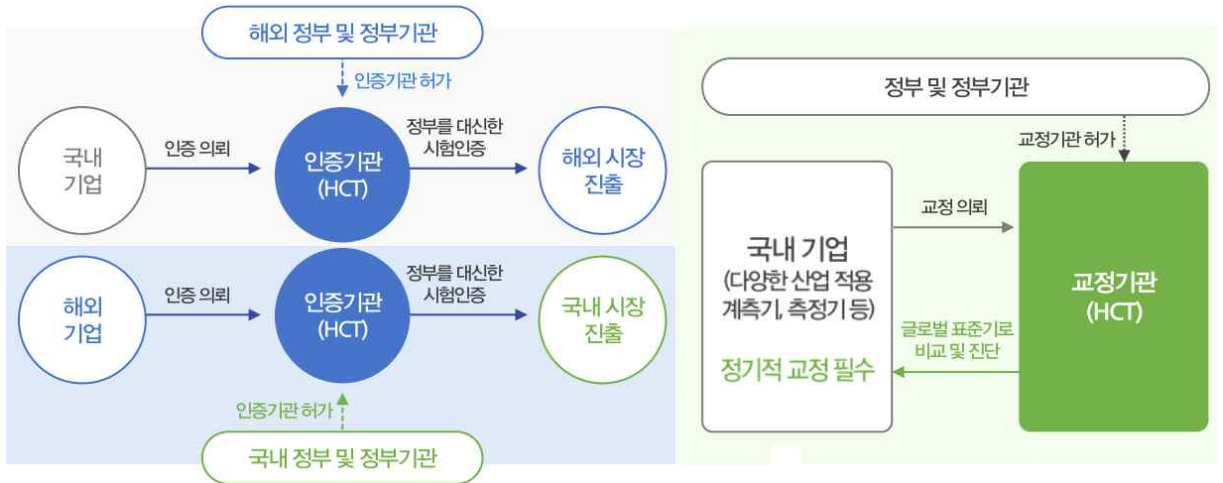 해외 정부 및 정부기관
인증기관 허가
국내
기업
인증 의뢰
인증기관
(HCT)
정부를 대신한
시험인증
해외 시장
진출
해외
기업
인증 의뢰
인증기관
(HCT)
정부를 대신한
시험인증
국내 시장
진출
인증기관 허가
국내 정부 및 정부기관
정부 및 정부기관
교정기관 허가
국내 기업
(다양한 산업 적용
계측기, 측정기 등)
정기적 교정 필수
교정 의뢰
글로벌 표준기로
비교 및 진단
교정기관
(HCT)